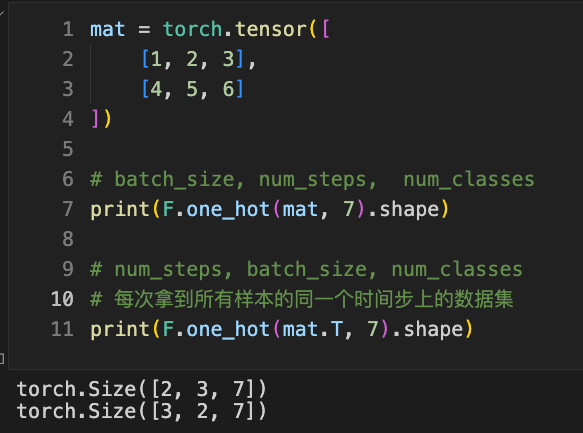 1 mat = torch.tensor([
2     [1, 2, 3],
3     [4, 5, 6]
4 ])
5
6 # batch_size, num_steps,  num_classes
7 print(F.one_hot(mat, 7).shape)
8
9 # num_steps, batch_size, num_classes
10 # 每次拿到所有样本的同一个时间步上的数据集
11 print(F.one_hot(mat.T, 7).shape)
torch.Size([2, 3, 7])
torch.Size([3, 2, 7])